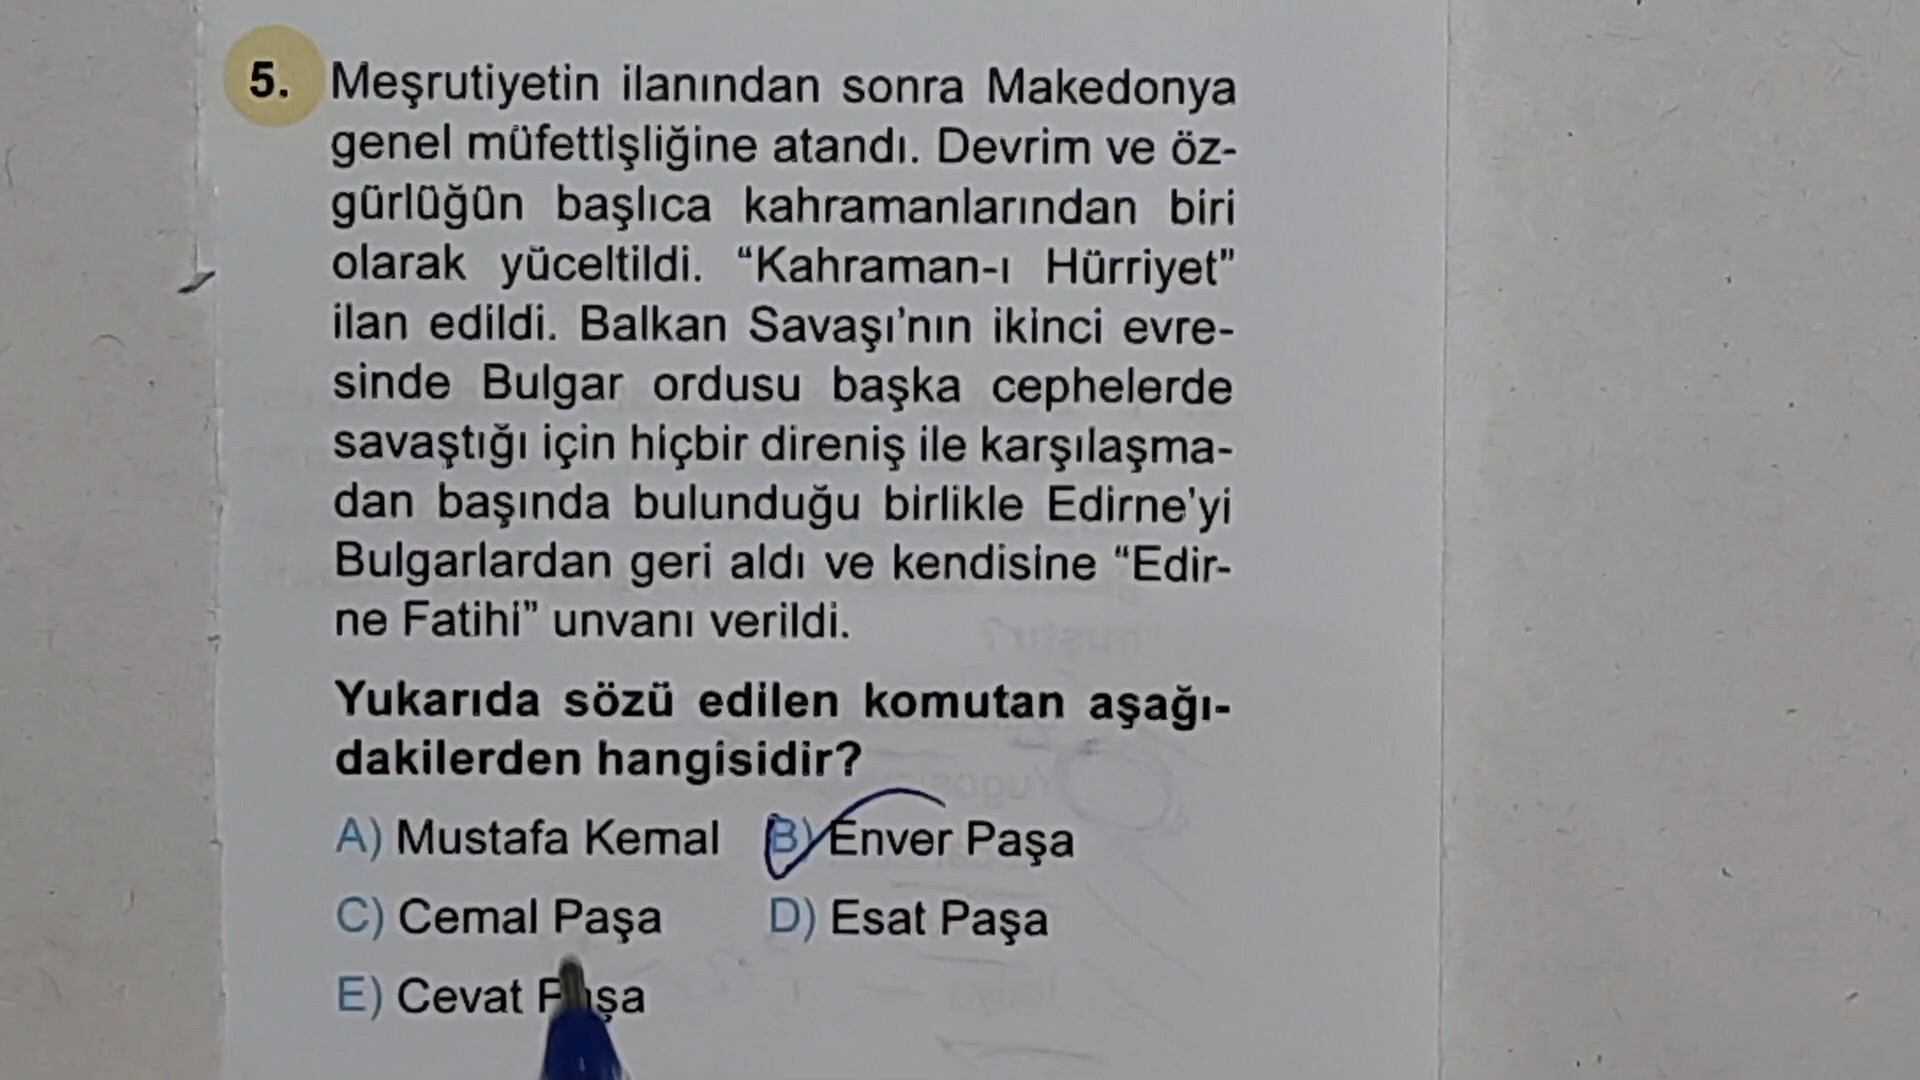 5. Meşrutiyetin ilanından sonra Makedonya
genel müfettişliğine atandı. Devrim ve öz-
gürlüğün başlıca kahramanlarından biri
olarak yüceltildi. “Kahraman-ı Hürriyet”
ilan edildi. Balkan Savaşı’nın ikinci evre-
sinde Bulgar ordusu başka cephelerde
savaştığı için hiçbir direniş ile karşılaşma-
dan başında bulunduğu birlikle Edirne’yi
Bulgarlardan geri aldı ve kendisine “Edir-
ne Fatihi” unvanı verildi.
Yukarıda sözü edilen komutan aşağı-
dakilerden hangisidir?
A) Mustafa Kemal B) Enver Paşa
C) Cemal Paşa D) Esat Paşa
E) Cevat Paşa